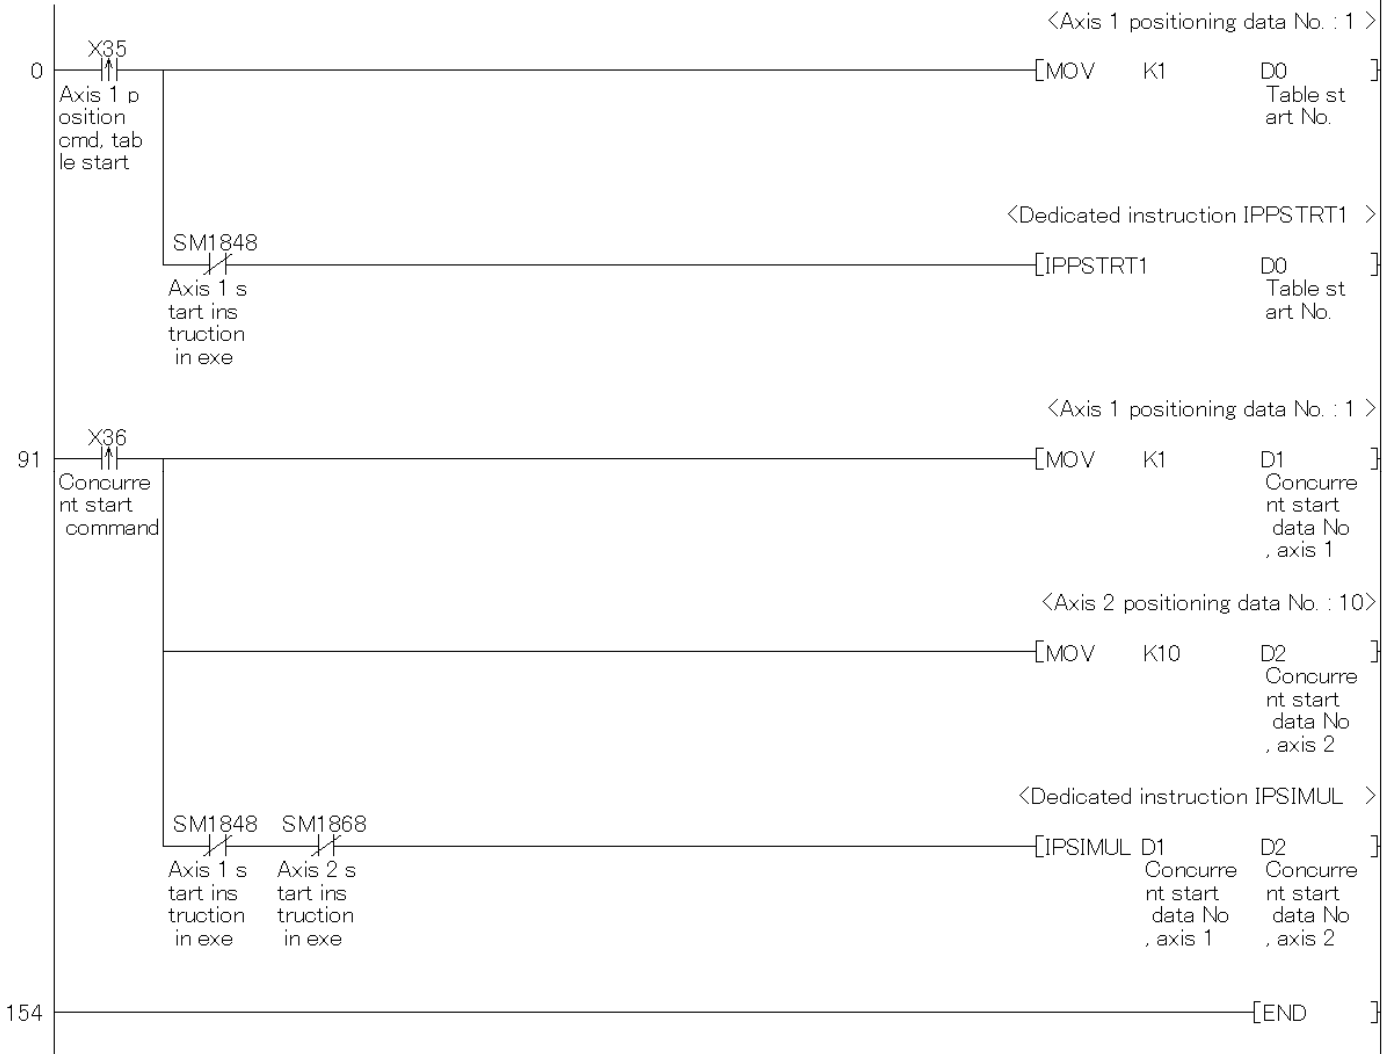 <Axis 1 positioning data No. : 1 >
X35
0 [MOV K1 D0 ]
Axis 1 p
osition
cmd, tab
le start
Table st
art No.
<Dedicated instruction IPPSTRT1 >
SM1848
[IPPSTRT1 D0 ]
Axis 1 s
tart ins
truction
in exe
Table st
art No.
<Axis 1 positioning data No. : 1 >
X36
91 [MOV K1 D1 ]
Concurre
nt start
command
Concurre
nt start
data No
, axis 1
<Axis 2 positioning data No. : 10>
[MOV K10 D2 ]
Concurre
nt start
data No
, axis 2
<Dedicated instruction IPSIMUL >
SM1848 SM1868
[IPSIMUL D1 D2 ]
Axis 1 s
tart ins
truction
in exe
Axis 2 s
tart ins
truction
in exe
Concurre
nt start
data No
, axis 1
Concurre
nt start
data No
, axis 2
154 [END ]